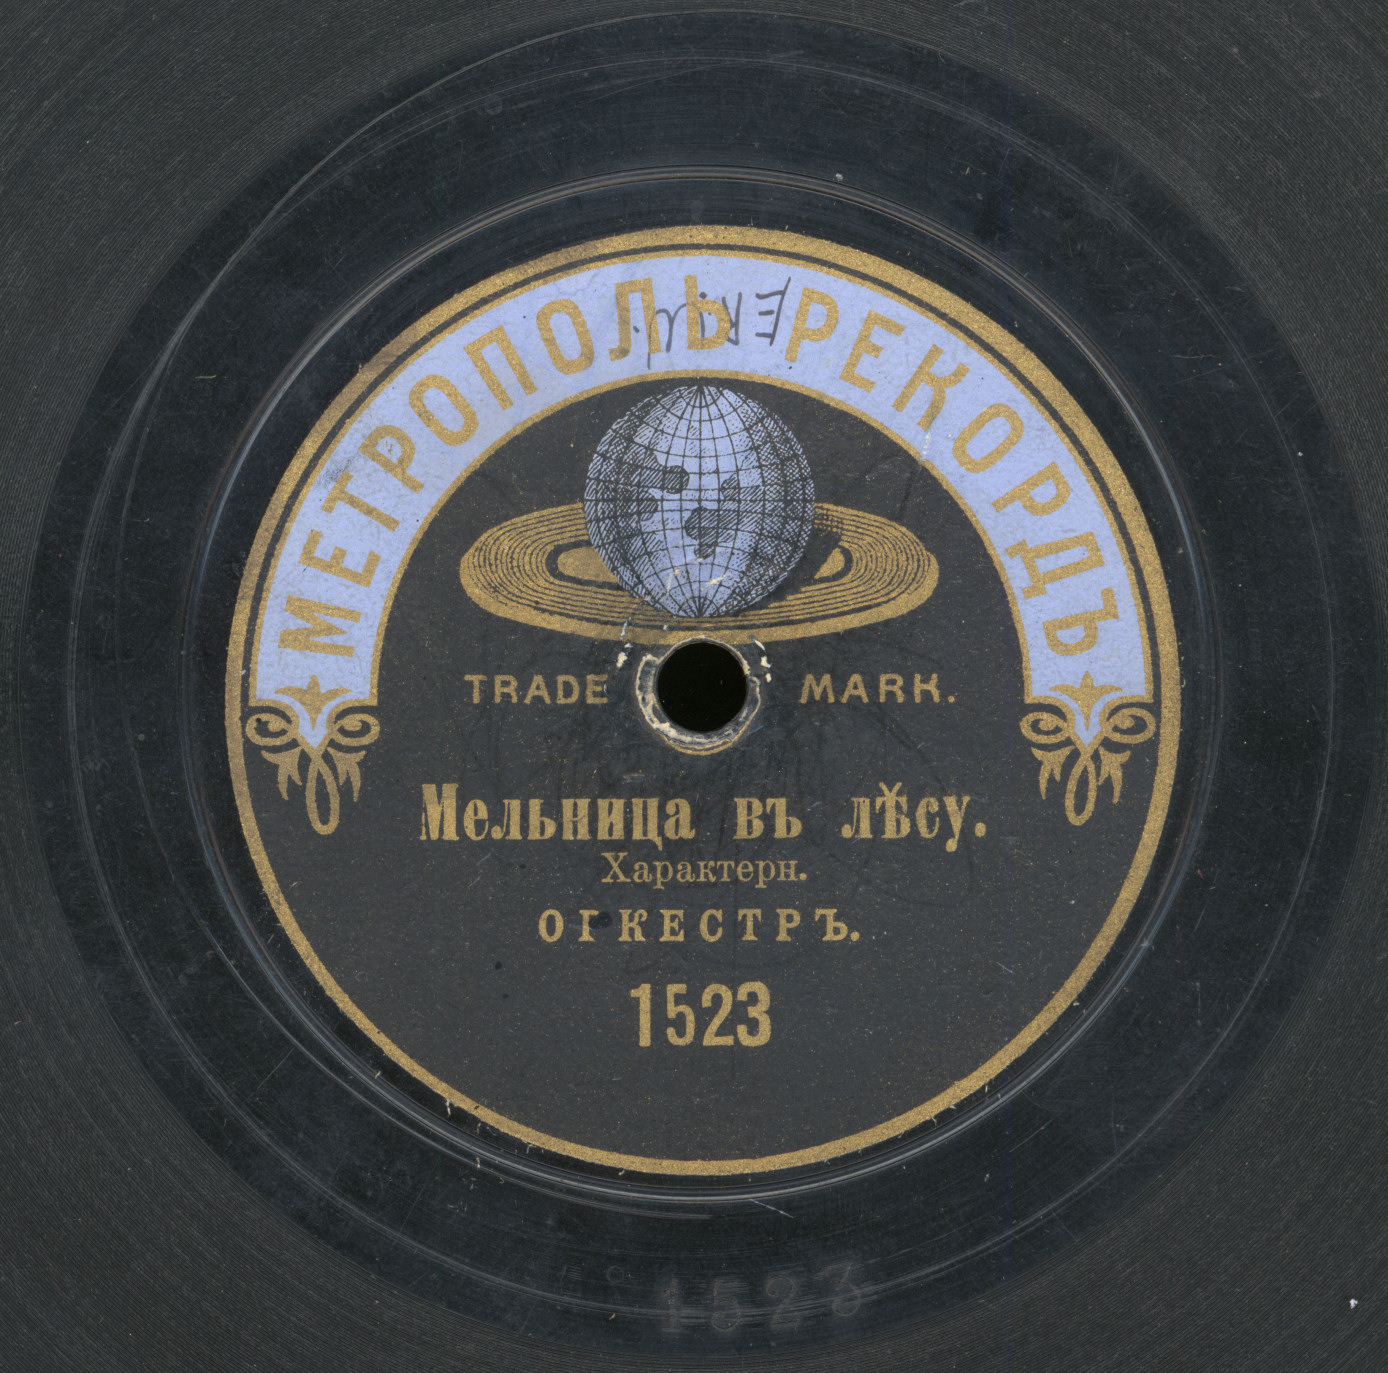 МЕТРОПОЛЬ РЕКОРДЪ
TRADE MARK.
Мельница въ лѣсу.
Характерн.
ОГКЕСТРЪ.
1523
1523